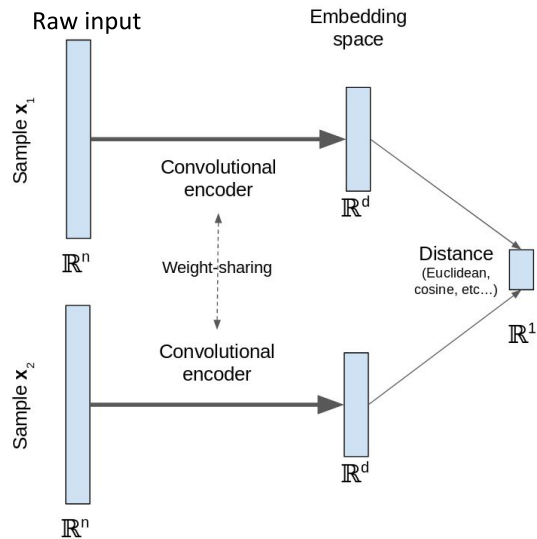 Raw input
Embedding
space
Sample x₁
Convolutional
encoder
ℝᵈ
ℝⁿ
Weight-sharing
Distance
(Euclidean,
cosine, etc...)
ℝ¹
Convolutional
encoder
Sample x₂
ℝᵈ
ℝⁿ